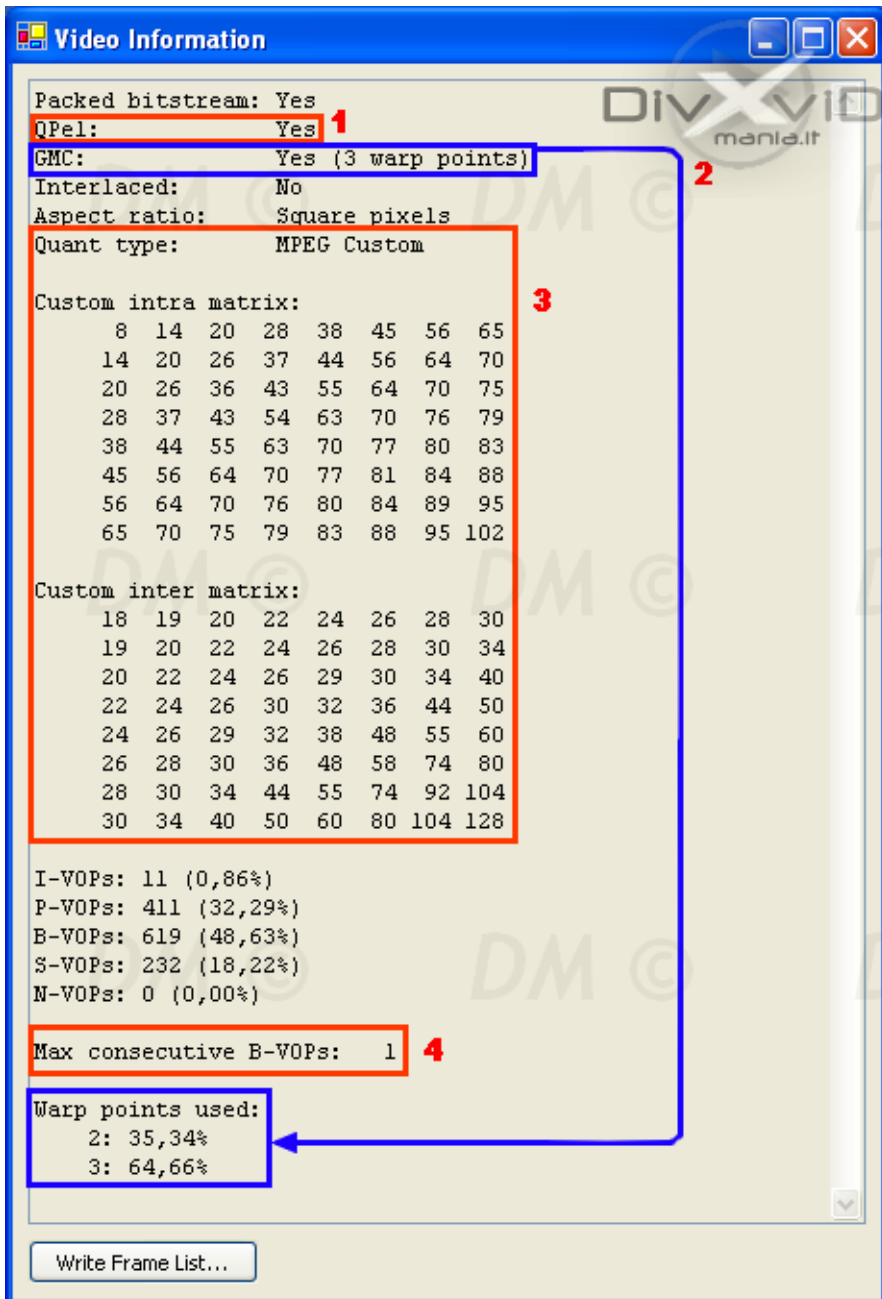 Video Information
DivXviD
mania.it
Packed bitstream: Yes
QPel: Yes 1
GMC: Yes (3 warp points)
2
Interlaced: No
Aspect ratio: Square pixels
Quant type: MPEG Custom
3
Custom intra matrix:
8 14 20 28 38 45 56 65
14 20 26 37 44 56 64 70
20 26 36 43 55 64 70 75
28 37 43 54 63 70 76 79
38 44 55 63 70 77 80 83
45 56 64 70 77 81 84 88
56 64 70 76 80 84 89 95
65 70 75 79 83 88 95 102
Custom inter matrix:
18 19 20 22 24 26 28 30
19 20 22 24 26 28 30 34
20 22 24 26 29 30 34 40
22 24 26 30 32 36 44 50
24 26 29 32 38 48 55 60
26 28 30 36 48 58 74 80
28 30 34 44 55 74 92 104
30 34 40 50 60 80 104 128
I-VOPs: 11 (0,86%)
P-VOPs: 411 (32,29%)
B-VOPs: 619 (48,63%)
S-VOPs: 232 (18,22%)
N-VOPs: 0 (0,00%)
Max consecutive B-VOPs: 1 4
Warp points used:
2: 35,34%
3: 64,66%
Write Frame List...
DM ©
DM ©
DM ©
DM ©
DM ©
DM ©